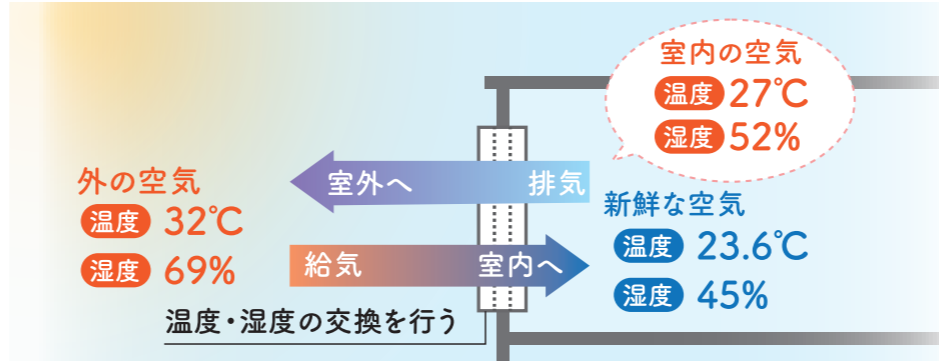 室内の空気
温度 27℃
湿度 52%
室外へ 排気
外の空気
温度 32℃
湿度 69%
新鮮な空気
温度 23.6℃
湿度 45%
給気 室内へ
温度・湿度の交換を行う